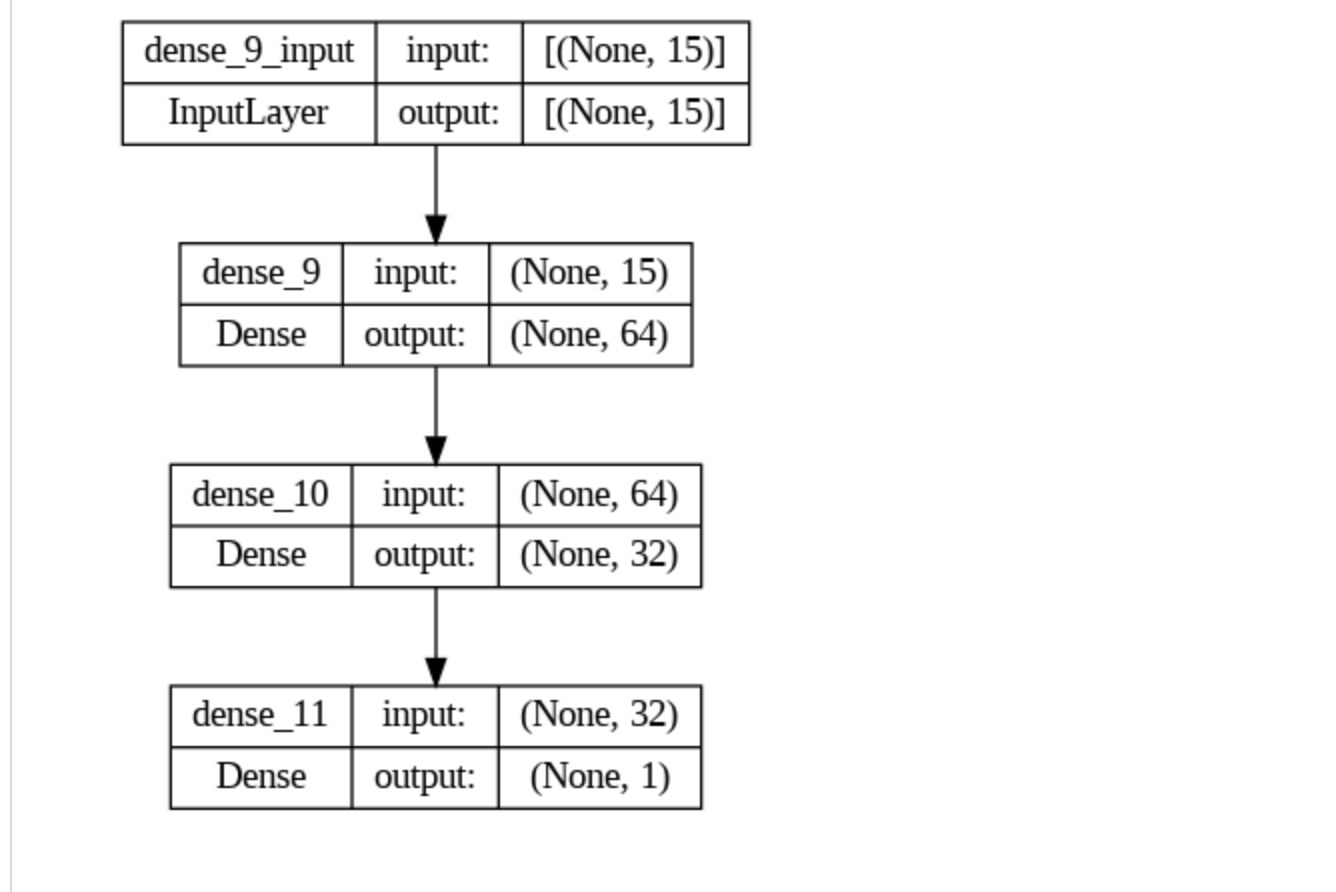 dense_9_input input: [(None, 15)]
InputLayer output: [(None, 15)]
dense_9 input: (None, 15)
Dense output: (None, 64)
dense_10 input: (None, 64)
Dense output: (None, 32)
dense_11 input: (None, 32)
Dense output: (None, 1)